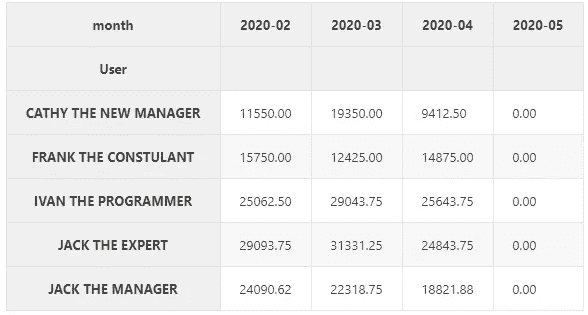 month 2020-02 2020-03 2020-04 2020-05
User
CATHY THE NEW MANAGER 11550.00 19350.00 9412.50 0.00
FRANK THE CONSTULANT 15750.00 12425.00 14875.00 0.00
IVAN THE PROGRAMMER 25062.50 29043.75 25643.75 0.00
JACK THE EXPERT 29093.75 31331.25 24843.75 0.00
JACK THE MANAGER 24090.62 22318.75 18821.88 0.00